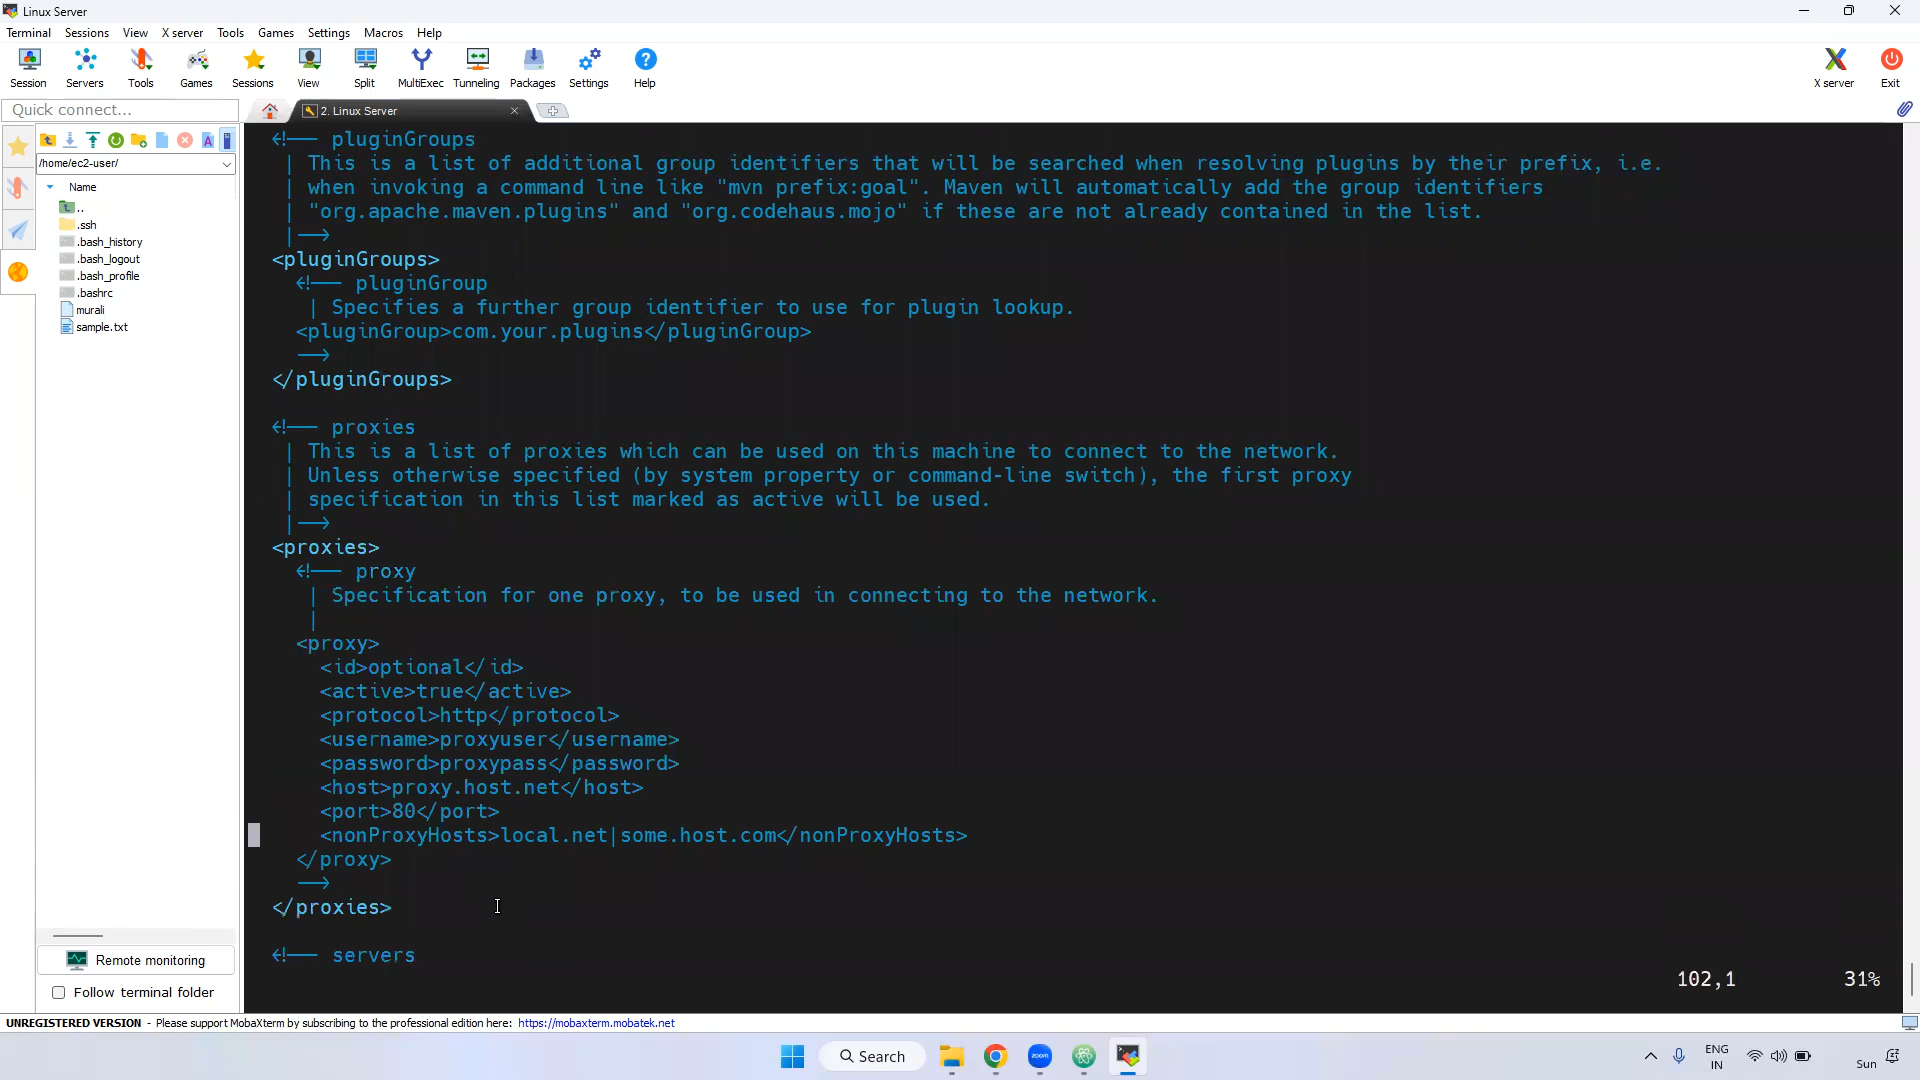 Linux Server
Terminal Sessions View X server Tools Games Settings Macros Help
Session Servers Tools Games Sessions View Split MultiExec Tunneling Packages Settings Help X server Exit
Quick connect...
2. Linux Server
/home/ec2-user/
Name
..
.ssh
.bash_history
.bash_logout
.bash_profile
.bashrc
murali
sample.txt
<!-- pluginGroups
| This is a list of additional group identifiers that will be searched when resolving plugins by their prefix, i.e.
| when invoking a command line like "mvn prefix:goal". Maven will automatically add the group identifiers
| "org.apache.maven.plugins" and "org.codehaus.mojo" if these are not already contained in the list.
|-->
<pluginGroups>
<!-- pluginGroup
| Specifies a further group identifier to use for plugin lookup.
<pluginGroup>com.your.plugins</pluginGroup>
-->
</pluginGroups>
<!-- proxies
| This is a list of proxies which can be used on this machine to connect to the network.
| Unless otherwise specified (by system property or command-line switch), the first proxy
| specification in this list marked as active will be used.
|-->
<proxies>
<!-- proxy
| Specification for one proxy, to be used in connecting to the network.
|
<proxy>
<id>optional</id>
<active>true</active>
<protocol>http</protocol>
<username>proxyuser</username>
<password>proxypass</password>
<host>proxy.host.net</host>
<port>80</port>
<nonProxyHosts>local.net|some.host.com</nonProxyHosts>
</proxy>
-->
</proxies>
<!-- servers
102,1 31%
Remote monitoring
Follow terminal folder
UNREGISTERED VERSION - Please support MobaXterm by subscribing to the professional edition here: https://mobaxterm.mobatek.net
Search
zoom
ENG
IN
Sun